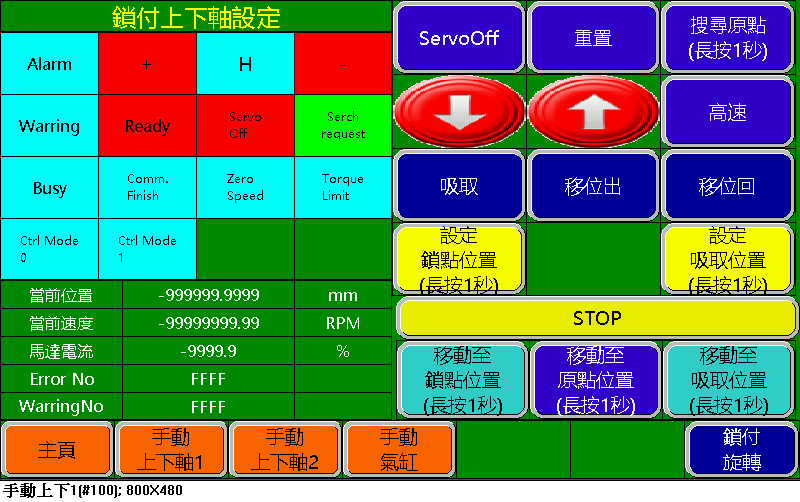 鎖付上下軸設定
Alarm
+
H
-
Warring
Ready
Servo
Off
Serch
request
Busy
Comm.
Finish
Zero
Speed
Torque
Limit
Ctrl Mode
0
Ctrl Mode
1
當前位置
-999999.9999
mm
當前速度
-99999999.99
RPM
馬達電流
-9999.9
%
Error No
FFFF
WarringNo
FFFF
ServoOff
重置
搜尋原點
(長按1秒)
高速
吸取
移位出
移位回
設定
鎖點位置
(長按1秒)
設定
吸取位置
(長按1秒)
STOP
移動至
鎖點位置
(長按1秒)
移動至
原點位置
(長按1秒)
移動至
吸取位置
(長按1秒)
主頁
手動
上下軸1
手動
上下軸2
手動
氣缸
鎖付
旋轉
手動上下1(#100); 800X480